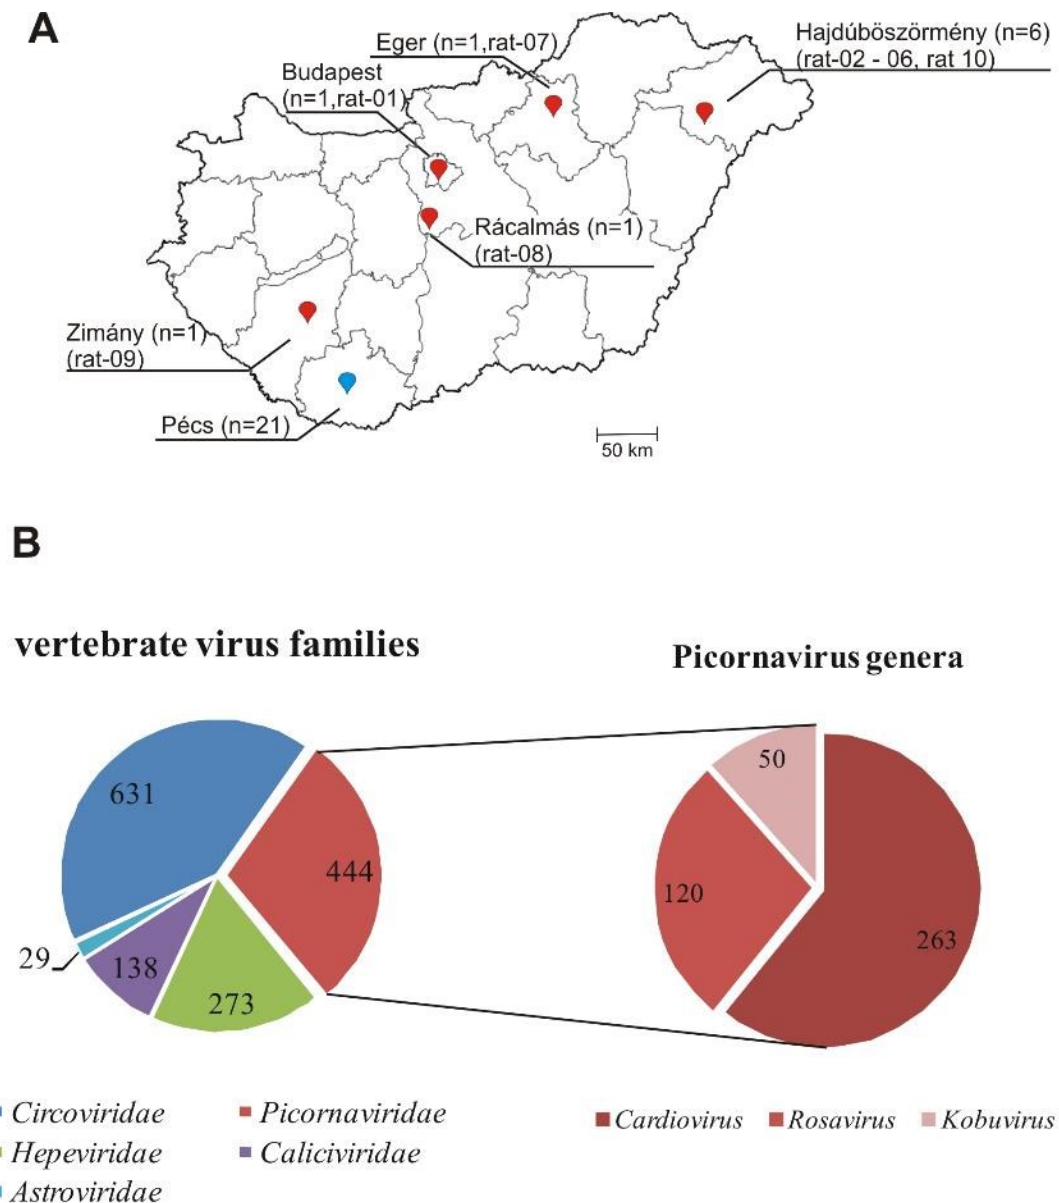 A
Eger (n=1,rat-07)
Hajdúböszörmény (n=6)
(rat-02 - 06, rat 10)
Budapest
(n=1,rat-01)
Rácalmás (n=1)
(rat-08)
Zimány (n=1)
(rat-09)
Pécs (n=21)
50 km
B
vertebrate virus families
Picornavirus genera
631
444
29
138
273
50
120
263
Circoviridae
Picornaviridae
Hepeviridae
Caliciviridae
Astroviridae
Cardiovirus
Rosavirus
Kobuvirus